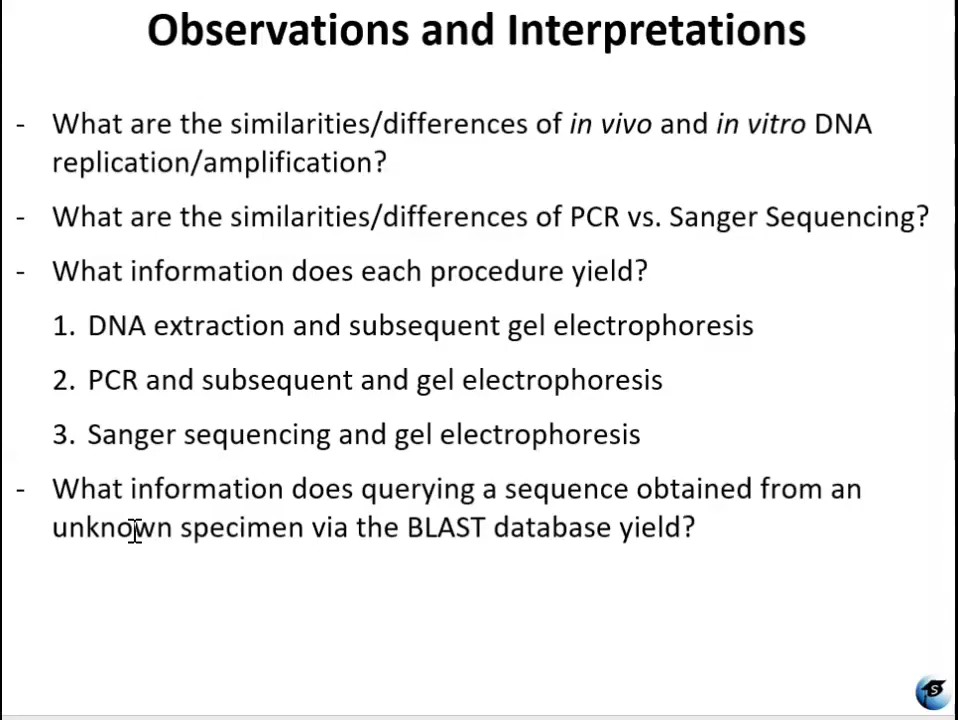 Observations and Interpretations
- What are the similarities/differences of in vivo and in vitro DNA
replication/amplification?
- What are the similarities/differences of PCR vs. Sanger Sequencing?
- What information does each procedure yield?
1. DNA extraction and subsequent gel electrophoresis
2. PCR and subsequent and gel electrophoresis
3. Sanger sequencing and gel electrophoresis
- What information does querying a sequence obtained from an
unknown specimen via the BLAST database yield?
S